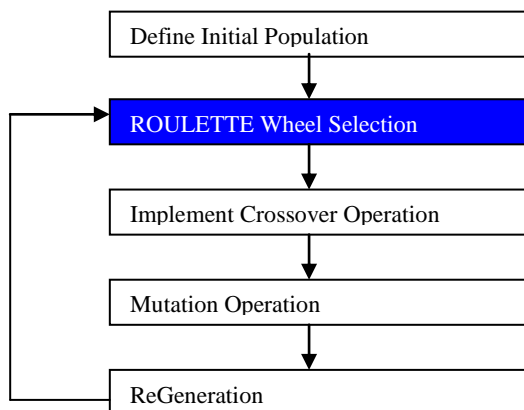 Define Initial Population
ROULETTE Wheel Selection
Implement Crossover Operation
Mutation Operation
ReGeneration